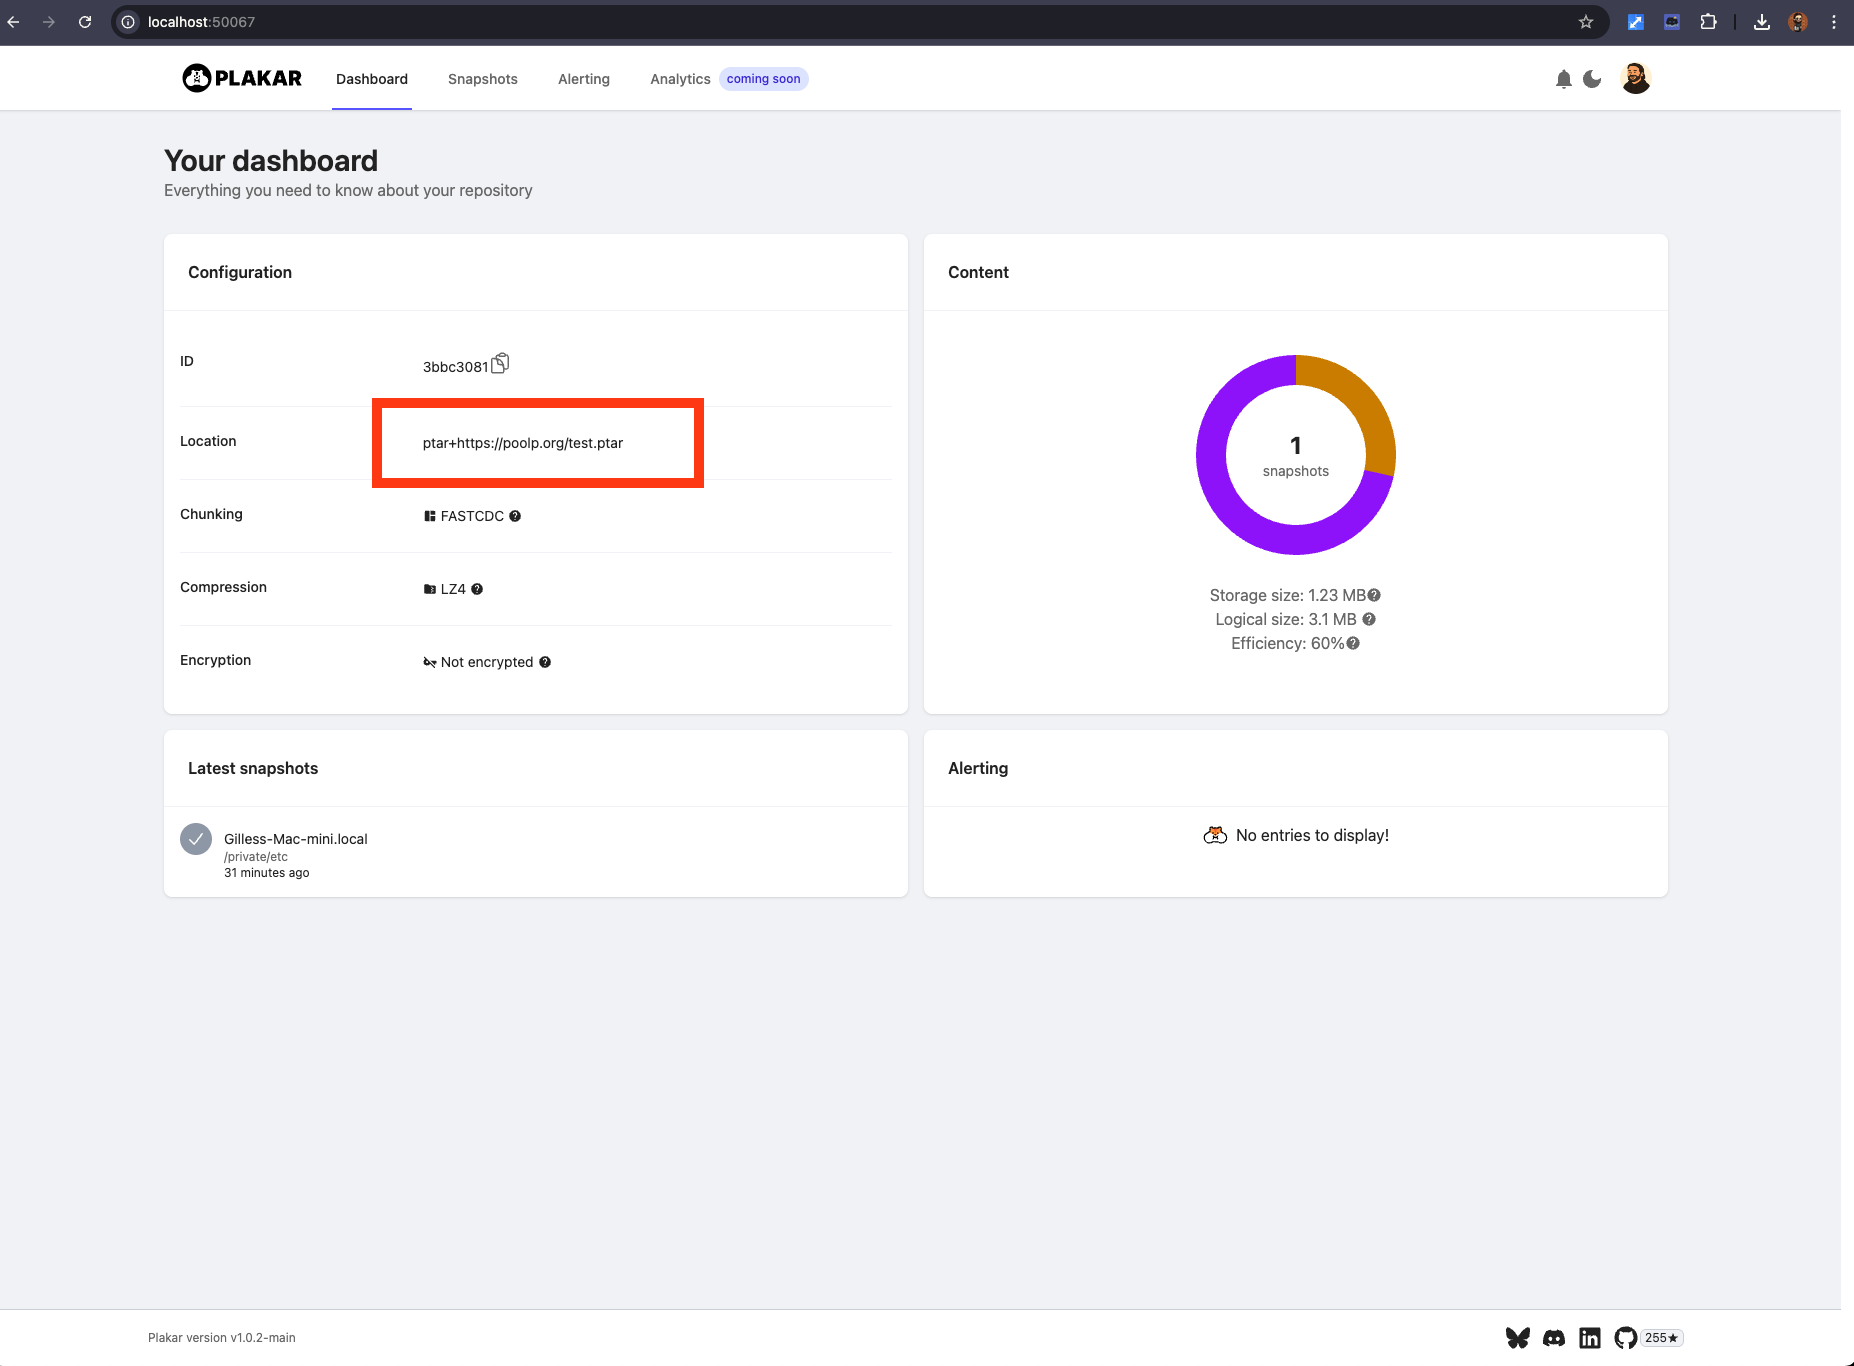 localhost:50067
PLAKAR
Dashboard
Snapshots
Alerting
Analytics
coming soon
Your dashboard
Everything you need to know about your repository
Configuration
ID
3bbc3081
Location
ptar+https://poolp.org/test.ptar
Chunking
FASTCDC
Compression
LZ4
Encryption
Not encrypted
Content
1
snapshots
Storage size: 1.23 MB
Logical size: 3.1 MB
Efficiency: 60%
Latest snapshots
Gilless-Mac-mini.local
/private/etc
31 minutes ago
Alerting
No entries to display!
Plakar version v1.0.2-main
255★